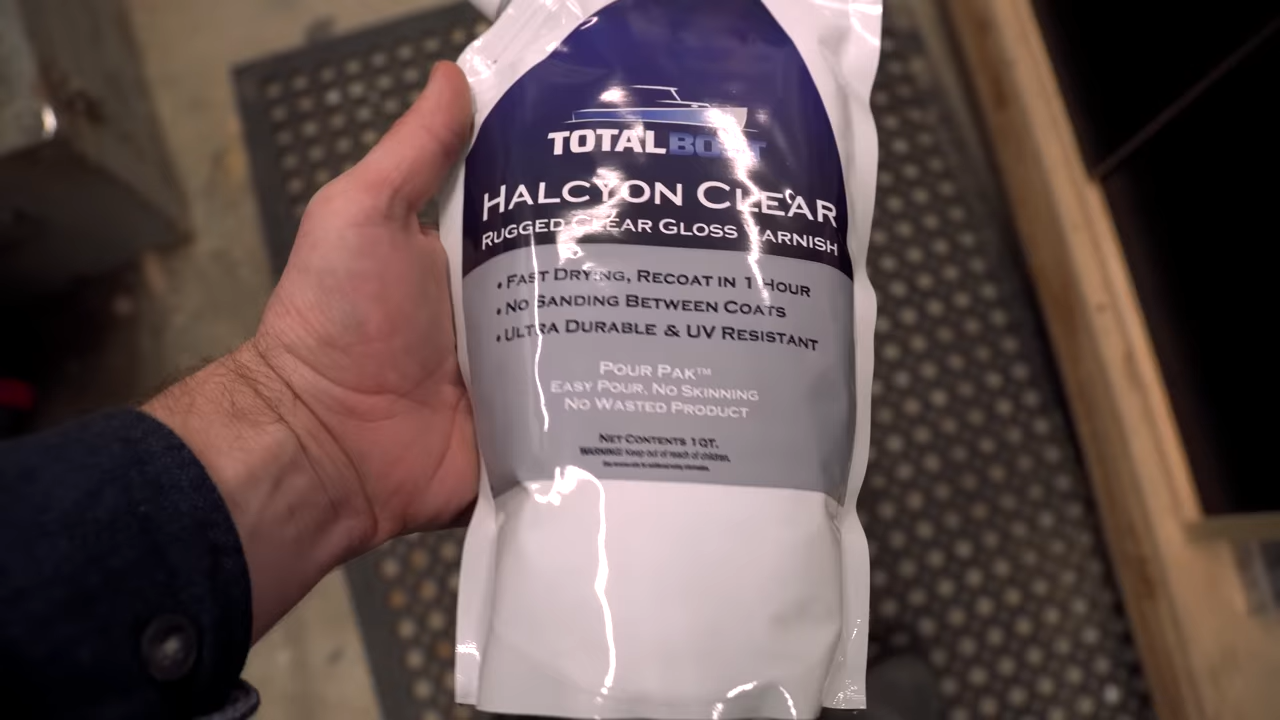 TOTALBOAT
HALCYON CLEAR
RUGGED CLEAR GLOSS VARNISH
• FAST DRYING, RECOAT IN 1 HOUR
• NO SANDING BETWEEN COATS
• ULTRA DURABLE & UV RESISTANT
POUR PAK™
EASY POUR, NO SKINNING
NO WASTED PRODUCT
NET CONTENTS 1 QT.
WARNING! Keep out of reach of children.